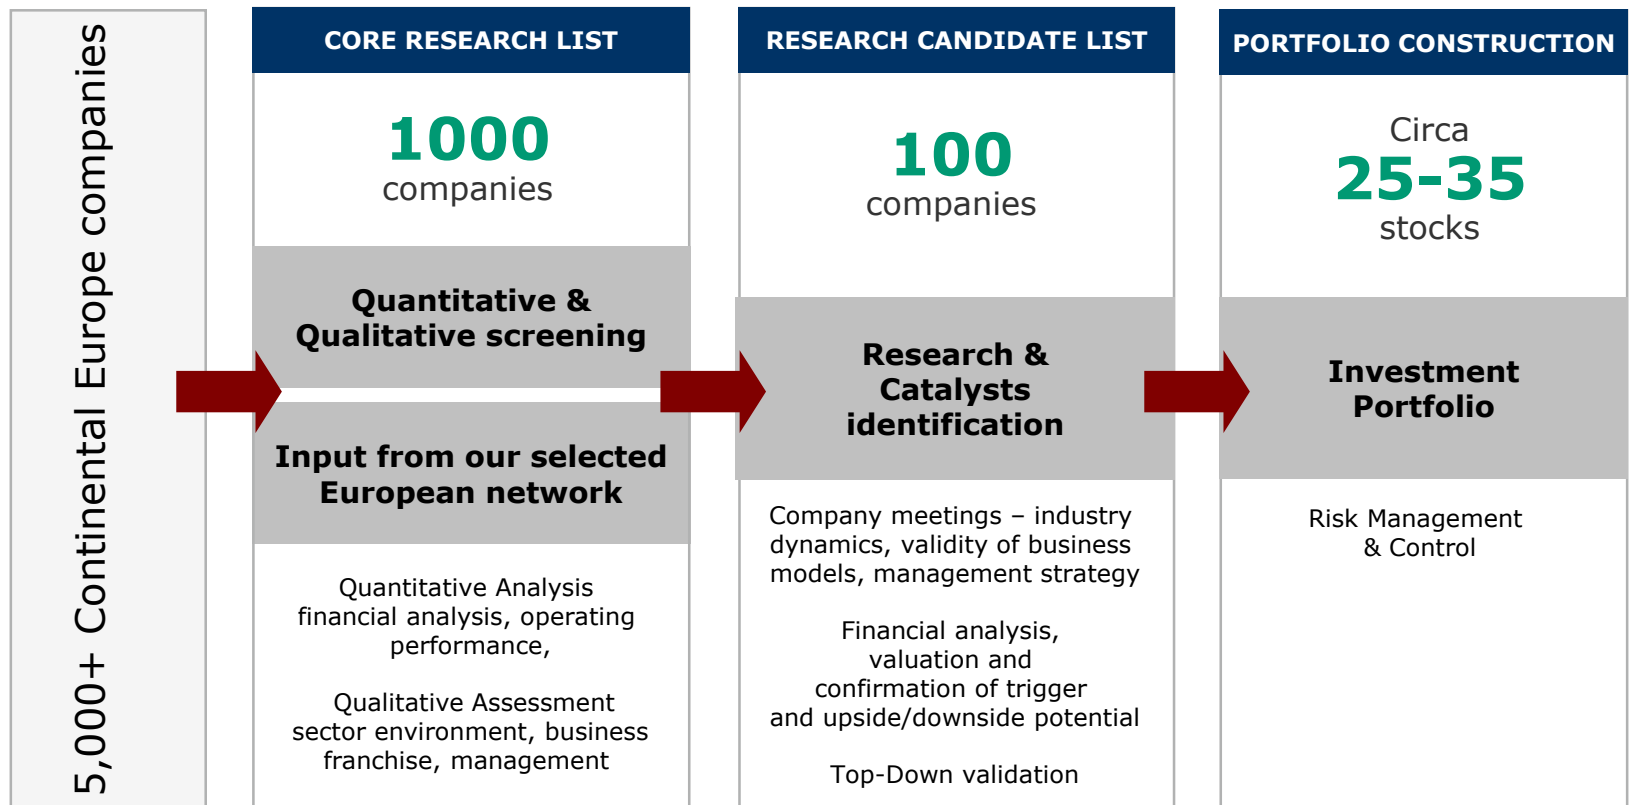 5,000+ Continental Europe companies
CORE RESEARCH LIST
1000
companies
Quantitative &
Qualitative screening
Input from our selected
European network
Quantitative Analysis
financial analysis, operating
performance,
Qualitative Assessment
sector environment, business
franchise, management
RESEARCH CANDIDATE LIST
100
companies
Research &
Catalysts
identification
Company meetings – industry
dynamics, validity of business
models, management strategy
Financial analysis,
valuation and
confirmation of trigger
and upside/downside potential
Top-Down validation
PORTFOLIO CONSTRUCTION
Circa
25-35
stocks
Investment
Portfolio
Risk Management
& Control